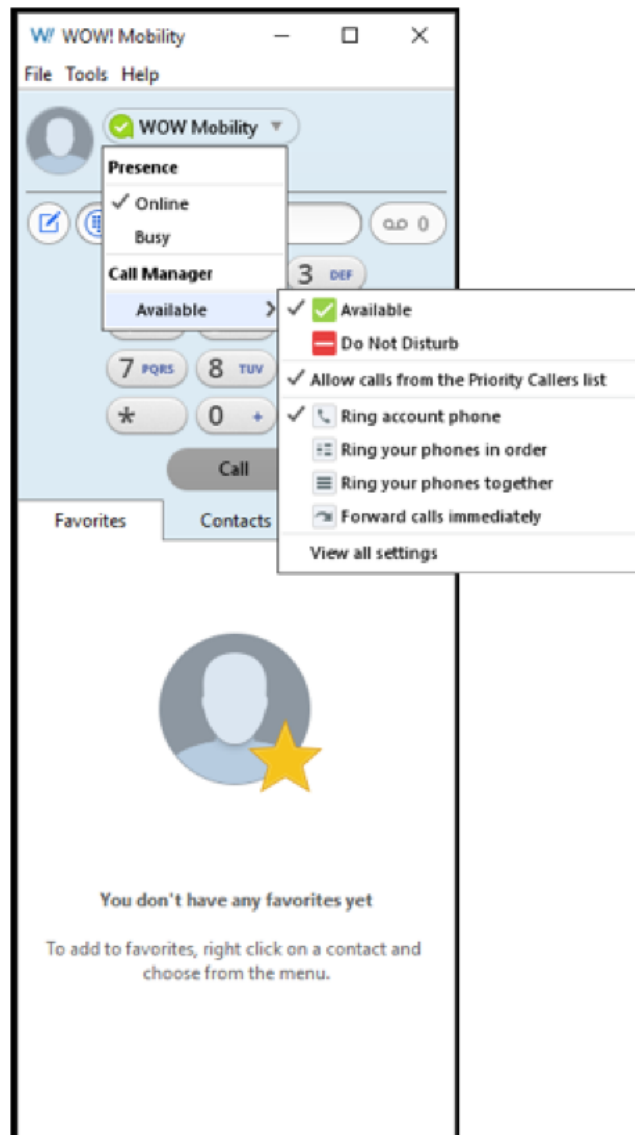 W! WOW! Mobility
File Tools Help
WOW Mobility
Presence
Online
Busy
0
Call Manager
3 DEF
Available
Available
Do Not Disturb
Allow calls from the Priority Callers list
7 PQRS 8 TUV
* 0 +
Ring account phone
Ring your phones in order
Call
Ring your phones together
Favorites Contacts
Forward calls immediately
View all settings
You don't have any favorites yet
To add to favorites, right click on a contact and
choose from the menu.